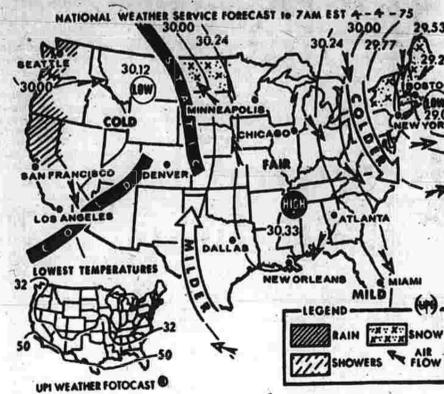 NATIONAL WEATHER SERVICE FORECAST to 7AM EST 4-4-75
30.00
30.24
30.24
30.00
29.77
29.53
SEATTLE
30.00
30.12
LOW
COLD
MINNEAPOLIS
CHICAGO
COLDER
BOSTON
LOW
NEW YORK
SAN FRANCISCO
DENVER
FAIR
COLD
LOS ANGELES
HIGH
30.33
ATLANTA
MILDER
DALLAS
NEW ORLEANS
MIAMI
MILD
LOWEST TEMPERATURES
32
32
50
50
LEGEND
UPI
RAIN
SNOW
SHOWERS
AIR FLOW
UPI WEATHER FOTOCAST